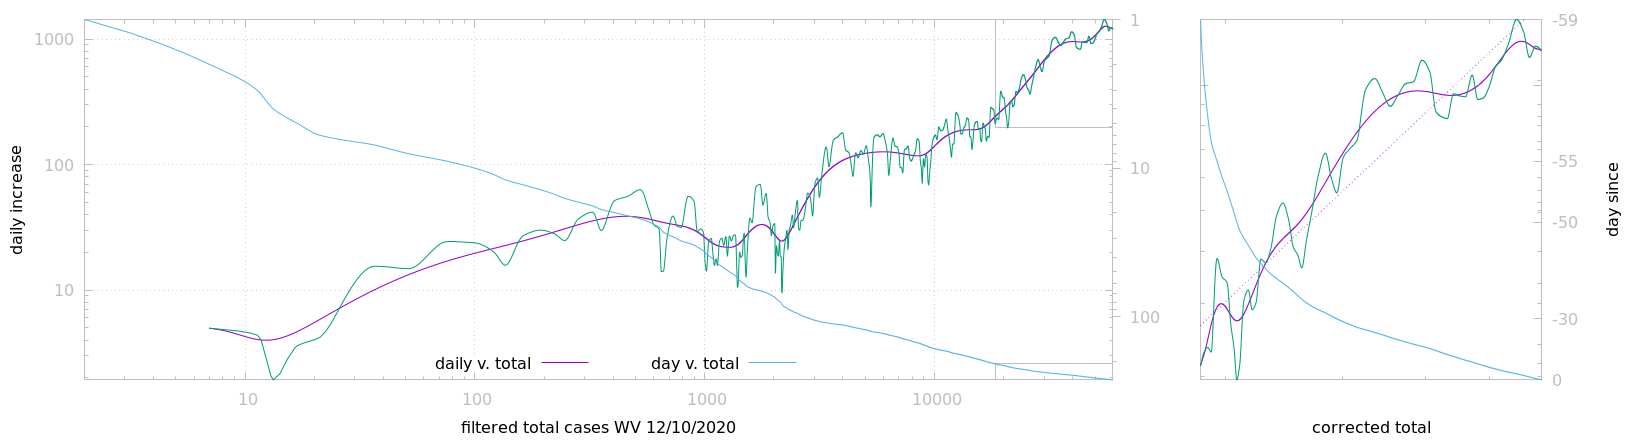 daily increase
1000
100
10
10
100
1000
10000
filtered total cases WV 12/10/2020
daily v. total
day v. total
1
10
100
corrected total
-59
-55
-50
-30
0
day since